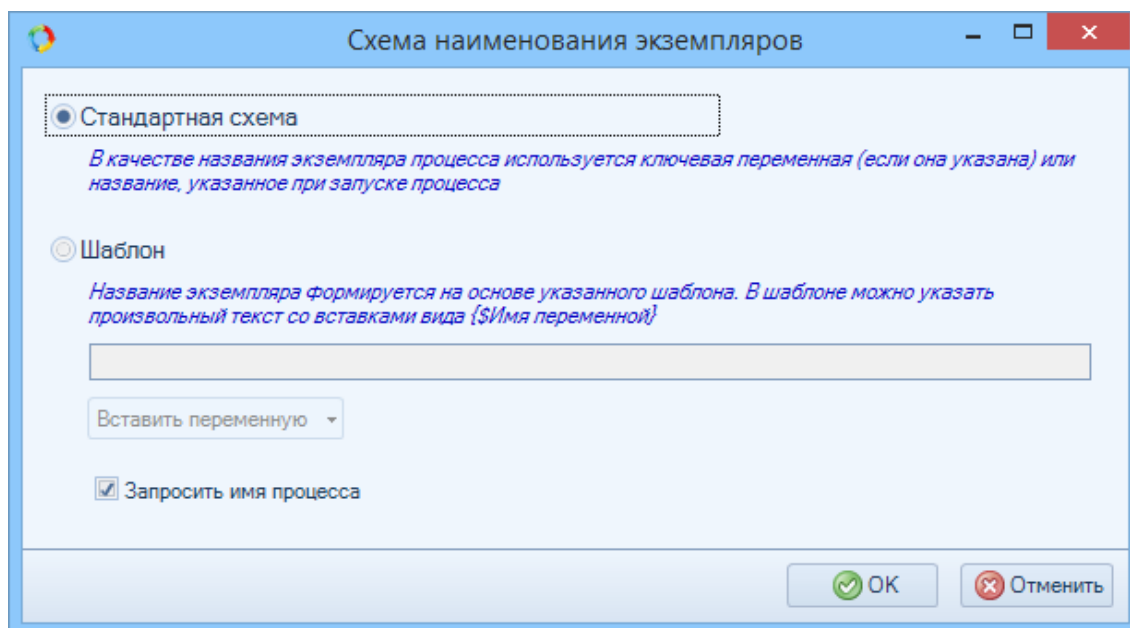 Схема наименования экземпляров
Стандартная схема
В качестве названия экземпляра процесса используется ключевая переменная (если она указана) или
название, указанное при запуске процесса
Шаблон
Название экземпляра формируется на основе указанного шаблона. В шаблоне можно указать
произвольный текст со вставками вида {$Имя переменной}
Вставить переменную
Запросить имя процесса
OK
Отменить